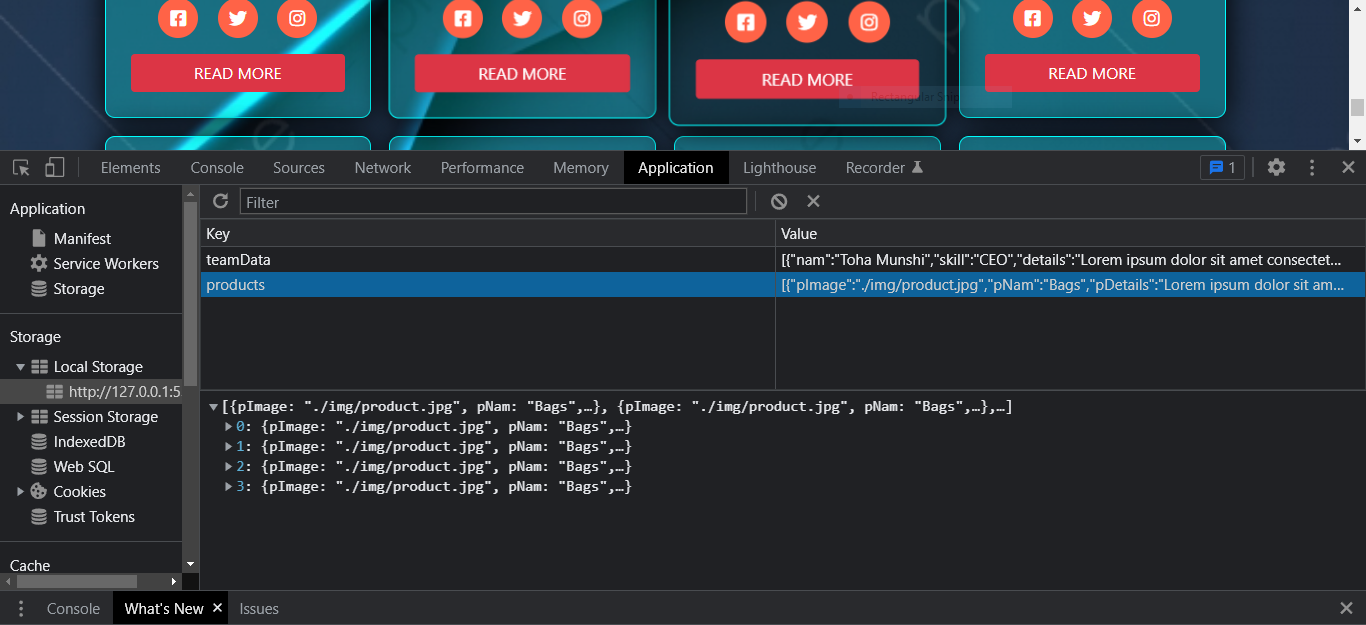 READ MORE READ MORE READ MORE READ MORE
Rectangular Snip
Elements Console Sources Network Performance Memory Application Lighthouse Recorder 1
Application
Manifest
Service Workers
Storage
Storage
Local Storage
http://127.0.0.1:5
Session Storage
IndexedDB
Web SQL
Cookies
Trust Tokens
Cache
Filter
Key Value
teamData [{"nam":"Toha Munshi","skill":"CEO","details":"Lorem ipsum dolor sit amet consectet...
products [{"pImage":"./img/product.jpg","pNam":"Bags","pDetails":"Lorem ipsum dolor sit am...
[{pImage: "./img/product.jpg", pNam: "Bags",…}, {pImage: "./img/product.jpg", pNam: "Bags",…},…]
0: {pImage: "./img/product.jpg", pNam: "Bags",…}
1: {pImage: "./img/product.jpg", pNam: "Bags",…}
2: {pImage: "./img/product.jpg", pNam: "Bags",…}
3: {pImage: "./img/product.jpg", pNam: "Bags",…}
Console What's New Issues